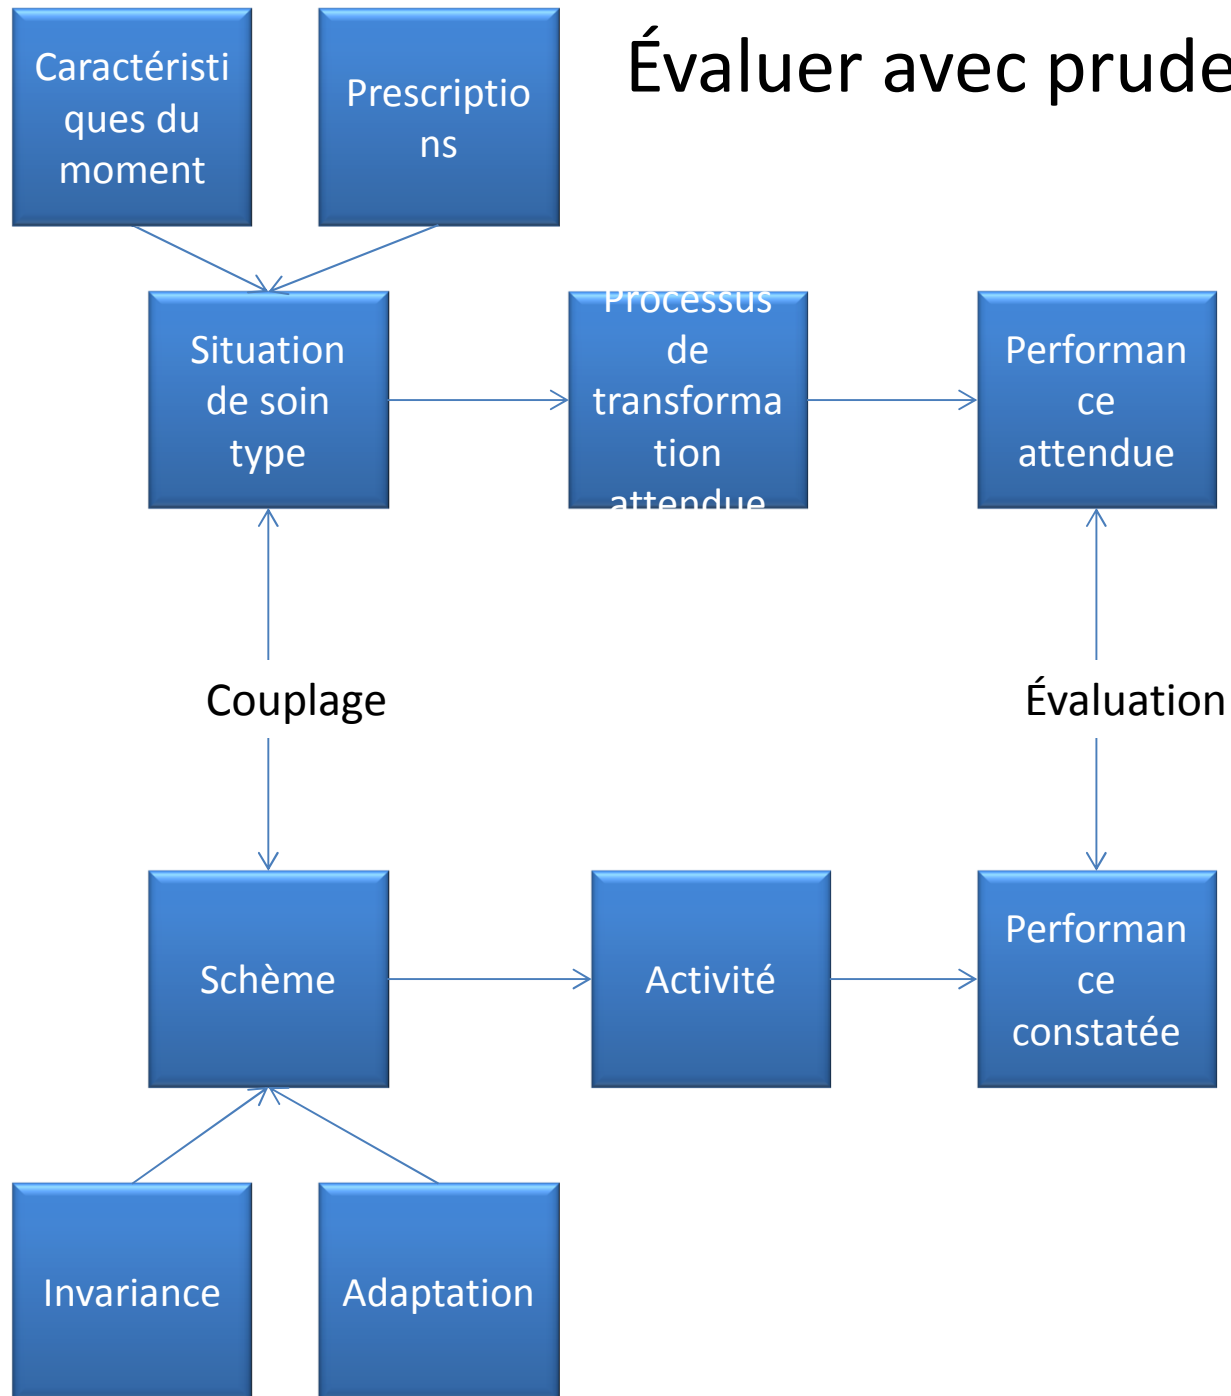 Évaluer avec prude
Caractéristi
ques du
moment
Prescriptio
ns
Situation
de soin
type
Processus
de
transforma
tion
attendue
Performan
ce
attendue
Couplage
Évaluation
Schème
Activité
Performan
ce
constatée
Invariance
Adaptation